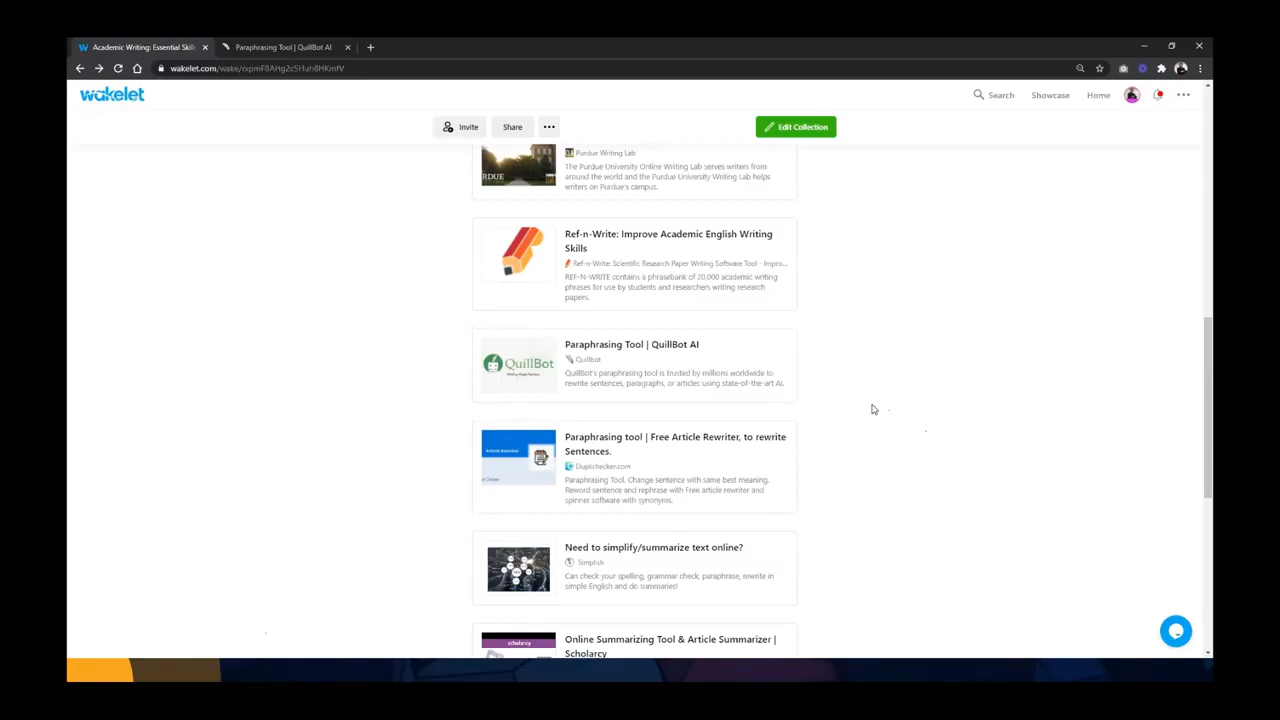 Academic Writing: Essential Skills
Paraphrasing Tool | QuillBot AI
wakelet.com/wake/rxpmF8AHg2c5Huh8HKmfV
wakelet
Search
Showcase
Home
Invite
Share
Edit Collection
Purdue Writing Lab
The Purdue University Online Writing Lab serves writers from
around the world and the Purdue University Writing Lab helps
writers on Purdue's campus.
RDUE
Ref-n-Write: Improve Academic English Writing
Skills
Ref-n-Write: Scientific Research Paper Writing Software Tool - Impro...
REF-N-WRITE contains a phrasebank of 20,000 academic writing
phrases for use by students and researchers writing research
papers.
QuillBot
Paraphrasing Tool | QuillBot AI
Quillbot
QuillBot's paraphrasing tool is trusted by millions worldwide to
rewrite sentences, paragraphs, or articles using state-of-the-art AI.
Article Rewriter
Paraphrasing tool | Free Article Rewriter, to rewrite
Sentences.
Duplichecker.com
Paraphrasing Tool. Change sentence with same best meaning.
Reword sentence and rephrase with Free article rewriter and
spinner software with synonyms.
Need to simplify/summarize text online?
Simplish
Can check your spelling, grammar check, paraphrase, rewrite in
simple English and do summaries!
scholarcy
Online Summarizing Tool & Article Summarizer |
Scholarcy